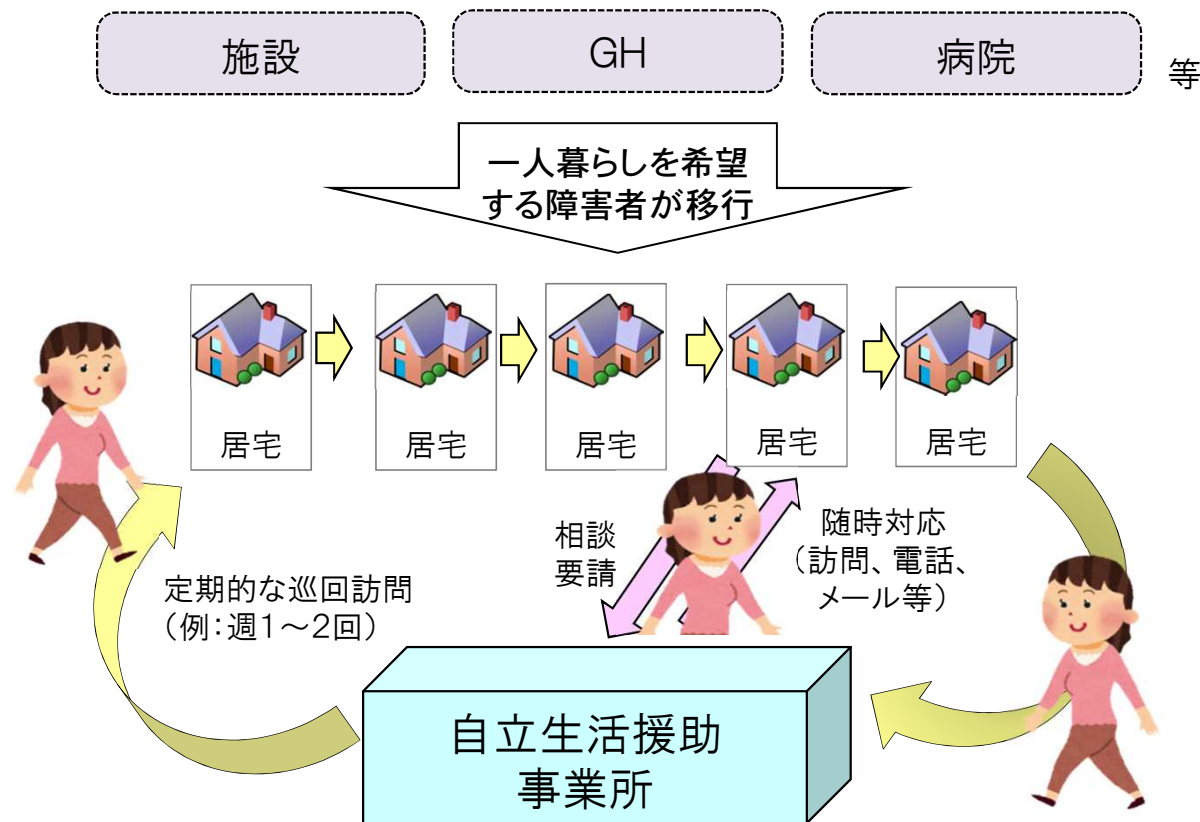 施設
GH
病院
等
一人暮らしを希望
する障害者が移行
居宅
居宅
居宅
居宅
居宅
相談
要請
随時対応
（訪問、電話、
メール等）
定期的な巡回訪問
（例：週１～２回）
自立生活援助
事業所